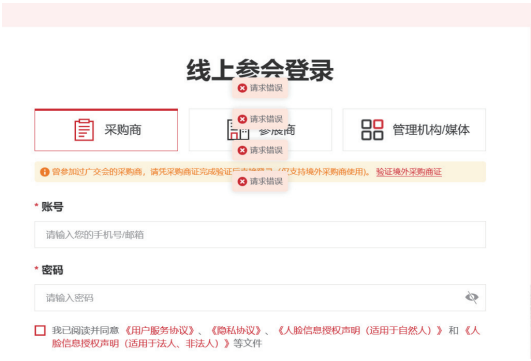 线上参会登录
请求错误
请求错误
请求错误
请求错误
采购商
参展商
管理机构/媒体
曾参加过广交会的采购商，请凭采购商证完成验证后直接登录（仅支持境外采购商使用)。 验证境外采购商证
* 账号
请输入您的手机号/邮箱
* 密码
请输入密码
我已阅读并同意 《用户服务协议》、《隐私协议》、《人脸信息授权声明（适用于自然人）》 和 《人
脸信息授权声明（适用于法人、非法人）》等文件